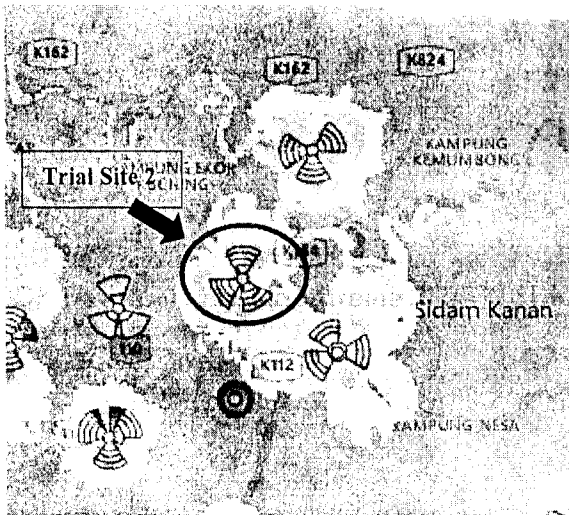 K162
K162
K824
KAMPUNG
KEMUMBONG
Trial Site 2
Sidam Kanan
K112
KAMPUNG NESA